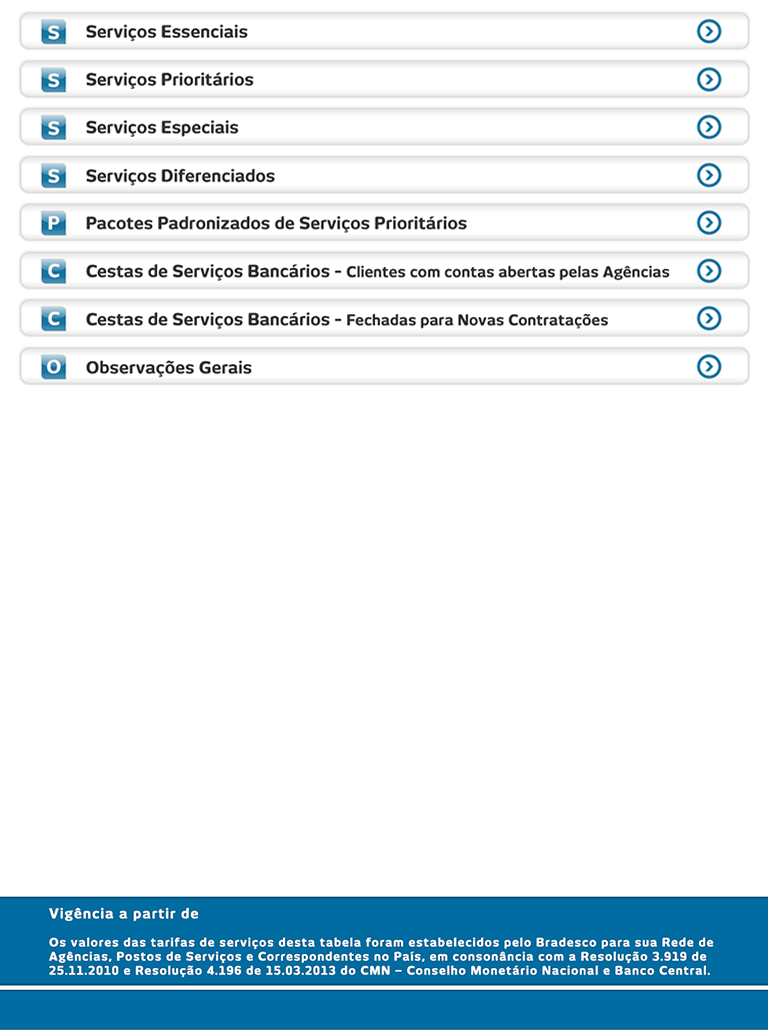 S Serviços Essenciais
S Serviços Prioritários
S Serviços Especiais
S Serviços Diferenciados
P Pacotes Padronizados de Serviços Prioritários
C Cestas de Serviços Bancários - Clientes com contas abertas pelas Agências
C Cestas de Serviços Bancários - Fechadas para Novas Contratações
O Observações Gerais
Vigência a partir de
Os valores das tarifas de serviços desta tabela foram estabelecidos pelo Bradesco para sua Rede de
Agências, Postos de Serviços e Correspondentes no País, em consonância com a Resolução 3.919 de
25.11.2010 e Resolução 4.196 de 15.03.2013 do CMN – Conselho Monetário Nacional e Banco Central.